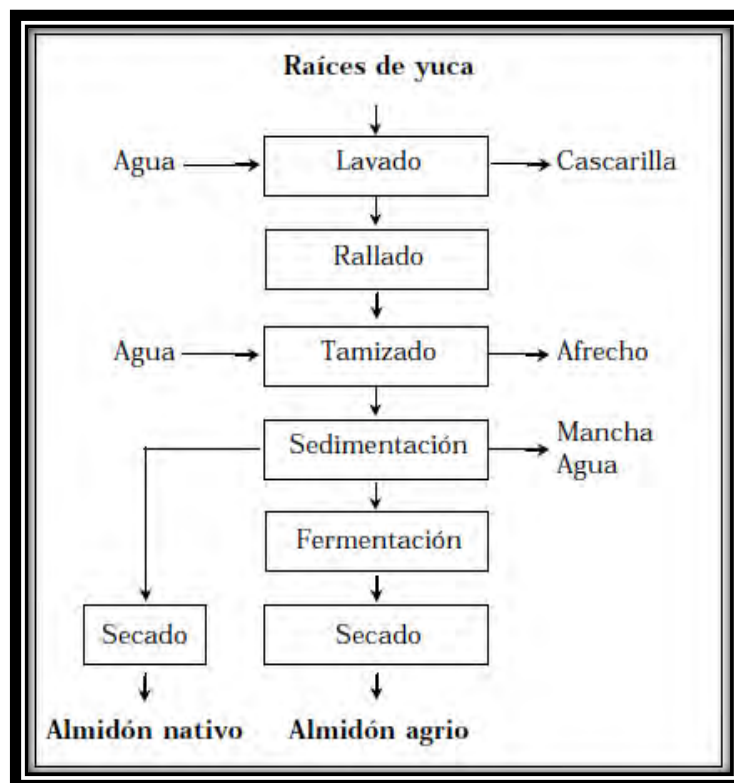 Raíces de yuca
Agua
Lavado
Cascarilla
Rallado
Agua
Tamizado
Afrecho
Sedimentación
Mancha
Agua
Fermentación
Secado
Secado
Almidón nativo
Almidón agrio